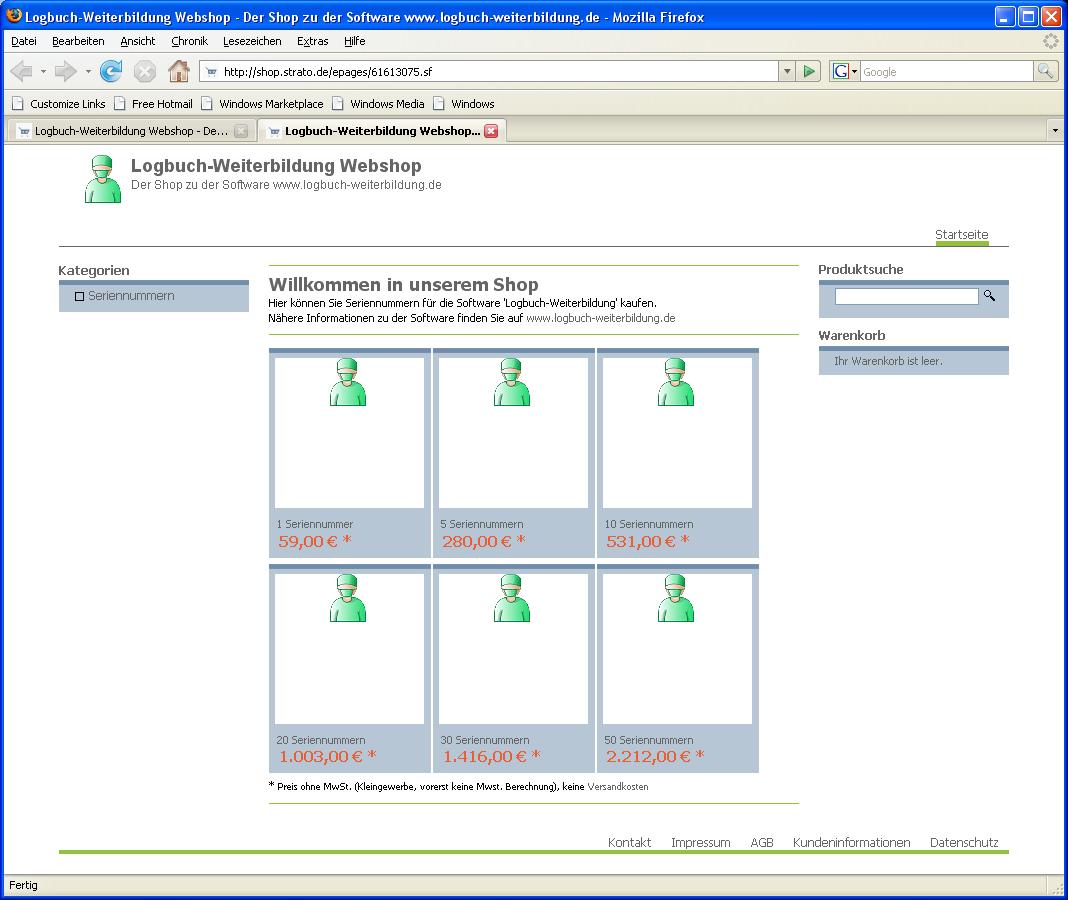 Logbuch-Weiterbildung Webshop - Der Shop zu der Software www.logbuch-weiterbildung.de - Mozilla Firefox
Datei Bearbeiten Ansicht Chronik Lesezeichen Extras Hilfe
http://shop.strato.de/epages/61613075.sf
G Google
Customize Links Free Hotmail Windows Marketplace Windows Media Windows
Logbuch-Weiterbildung Webshop - De... Logbuch-Weiterbildung Webshop...
Logbuch-Weiterbildung Webshop
Der Shop zu der Software www.logbuch-weiterbildung.de
Startseite
Kategorien
Seriennummern
Willkommen in unserem Shop
Hier können Sie Seriennummern für die Software 'Logbuch-Weiterbildung' kaufen.
Nähere Informationen zu der Software finden Sie auf www.logbuch-weiterbildung.de
Produktsuche
Warenkorb
Ihr Warenkorb ist leer.
1 Seriennummer
59,00 € *
5 Seriennummern
280,00 € *
10 Seriennummern
531,00 € *
20 Seriennummern
1.003,00 € *
30 Seriennummern
1.416,00 € *
50 Seriennummern
2.212,00 € *
* Preis ohne MwSt. (Kleingewerbe, vorerst keine Mwst. Berechnung), keine Versandkosten
Kontakt Impressum AGB Kundeninformationen Datenschutz
Fertig